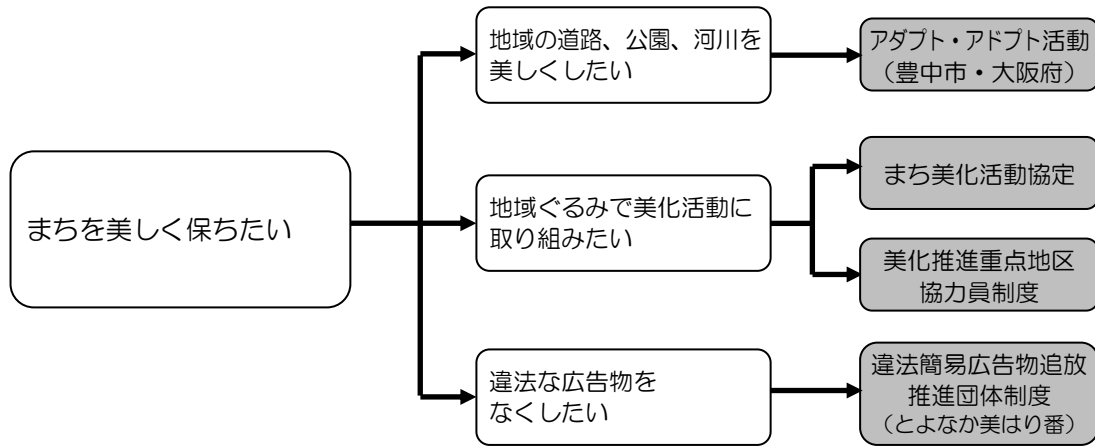 まちを美しく保ちたい
地域の道路、公園、河川を
美しくしたい
アダプト・アドプト活動
(豊中市・大阪府)
地域ぐるみで美化活動に
取り組みたい
まち美化活動協定
美化推進重点地区
協力員制度
違法な広告物を
なくしたい
違法簡易広告物追放
推進団体制度
(とよなか美はり番)